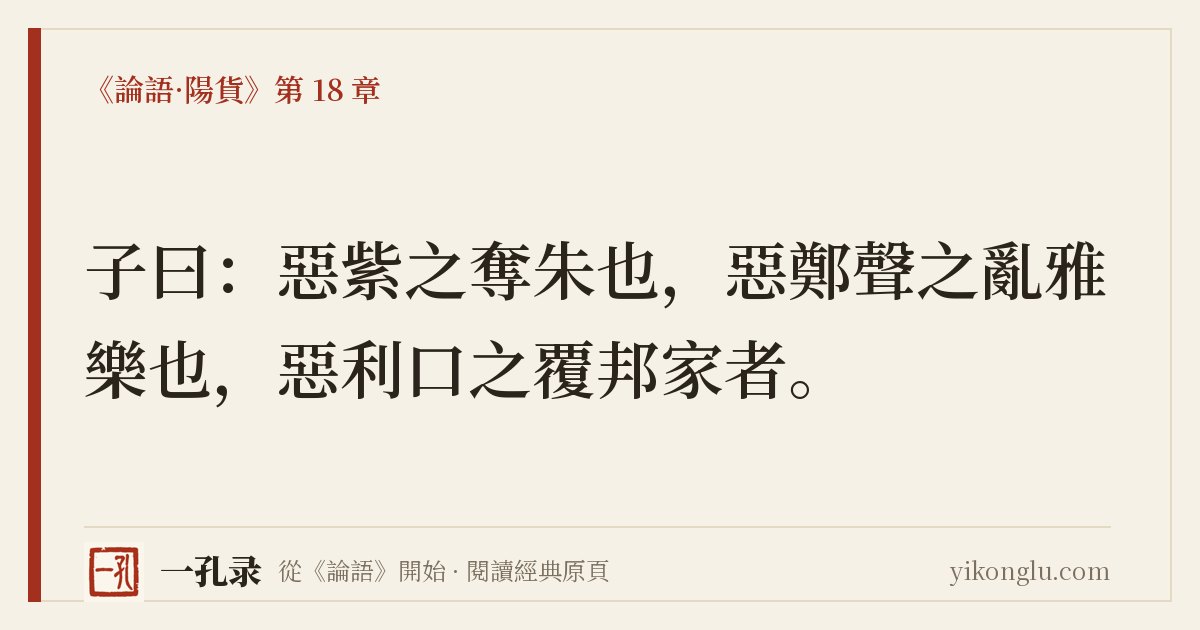 《論語·陽貨》第 18 章
子曰：惡紫之奪朱也，惡鄭聲之亂雅
樂也，惡利口之覆邦家者。
一孔
一孔录 從《論語》開始 · 閱讀經典原頁 yikonglu.com